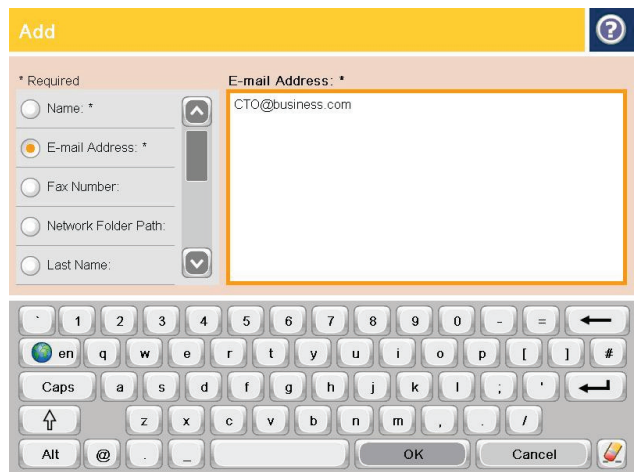 Add
?
* Required
E-mail Address: *
Name: *
CTO@business.com
E-mail Address: *
Fax Number:
Network Folder Path:
Last Name:
` 1 2 3 4 5 6 7 8 9 0 - =
en q w e r t y u i o p [ ] #
Caps a s d f g h j k l ; '
z x c v b n m , . /
Alt @ . _ OK Cancel